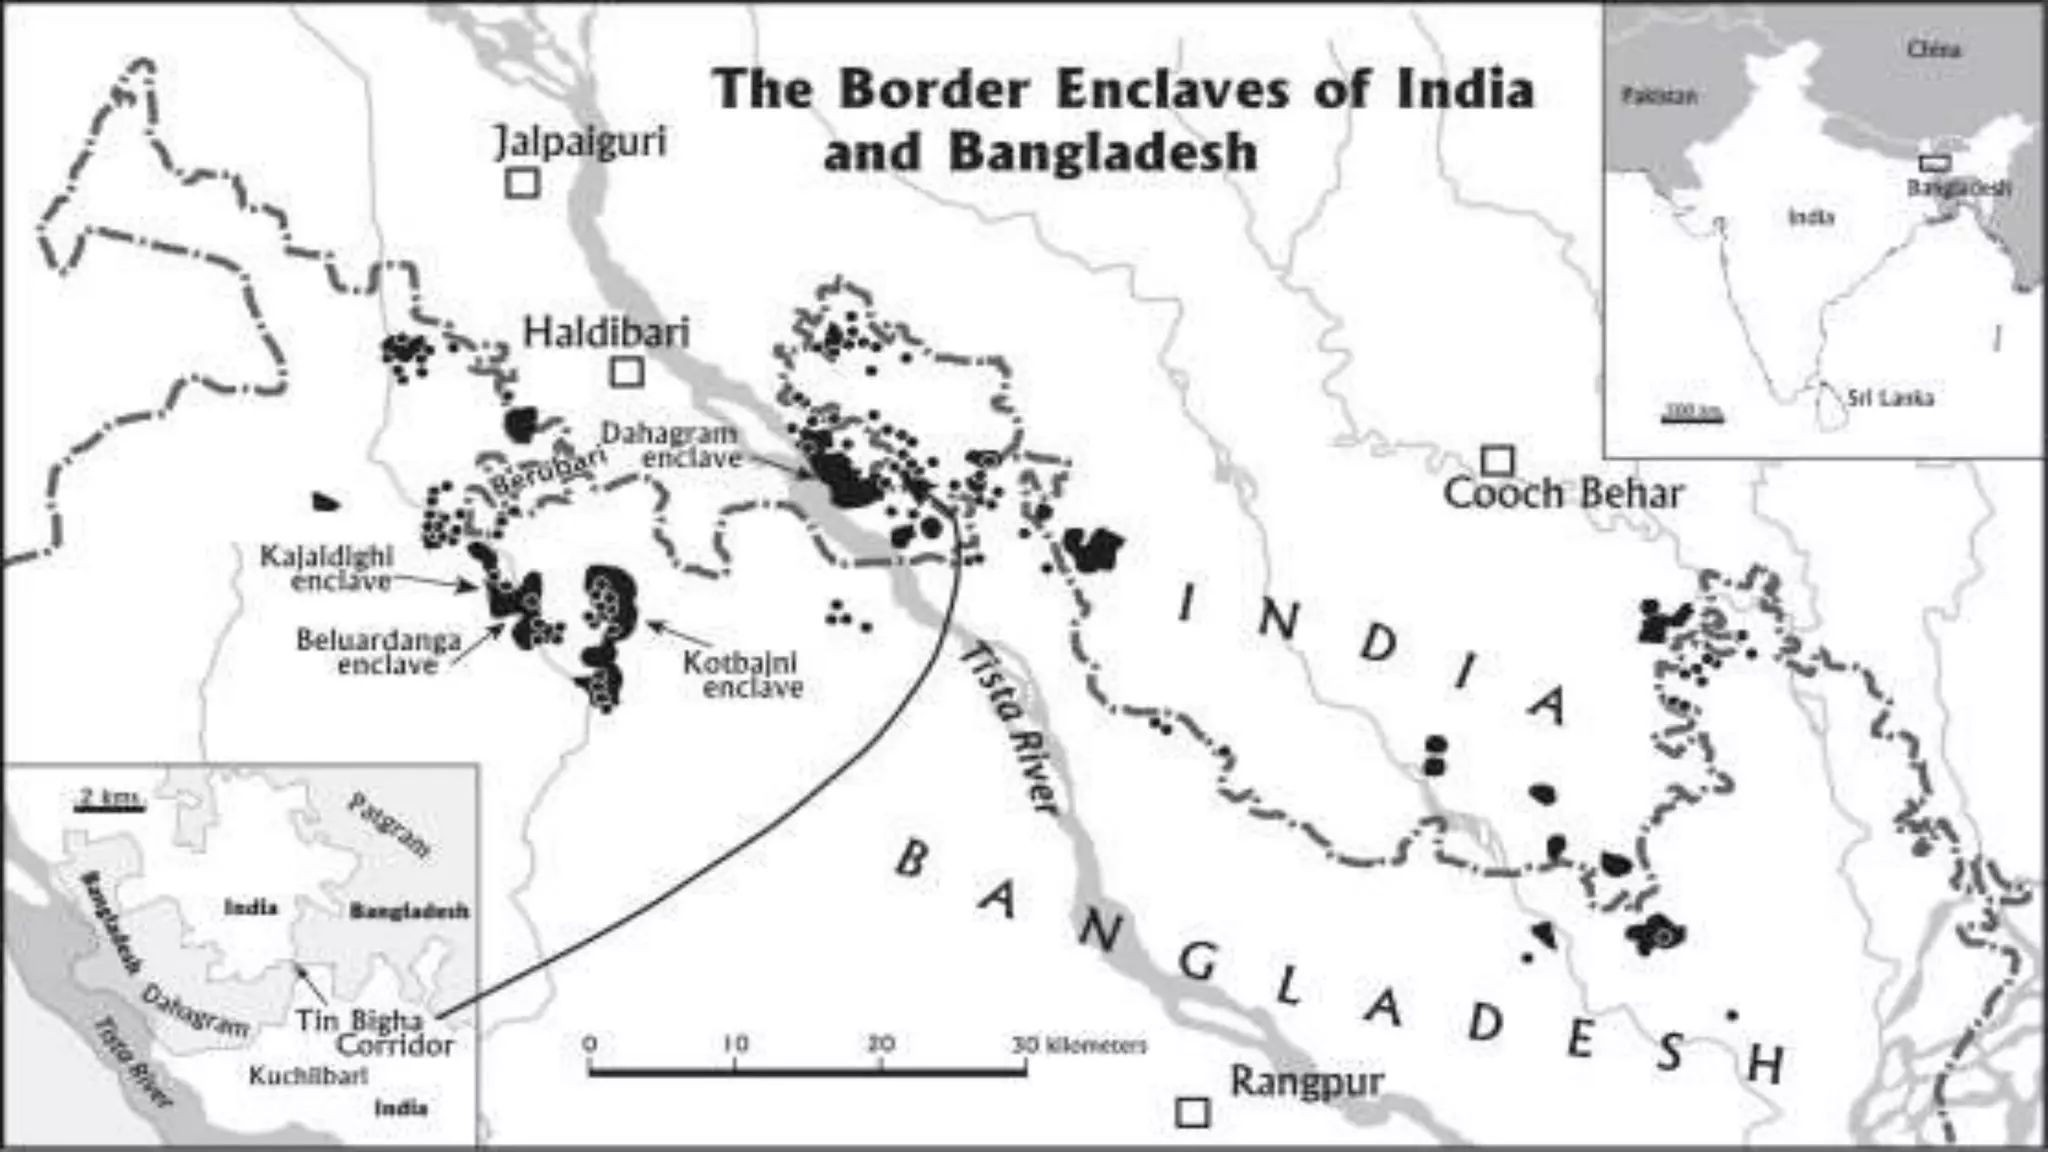 The Border Enclaves of India
and Bangladesh
Jalpaiguri
Haldibari
Dahagram
enclave
Berubari
Kajaldighi
enclave
Beluardanga
enclave
Kotbajni
enclave
Cooch Behar
INDIA
Tista River
BANGLADESH
Rangpur
0 10 20 30 kilometers
China
Pakistan
Bangladesh
India
Sri Lanka
2 kms
Patgram
Bangladesh
India
Bangladesh
Dahagram
Tin Bigha
Corridor
Tista River
Kuchlibari
India